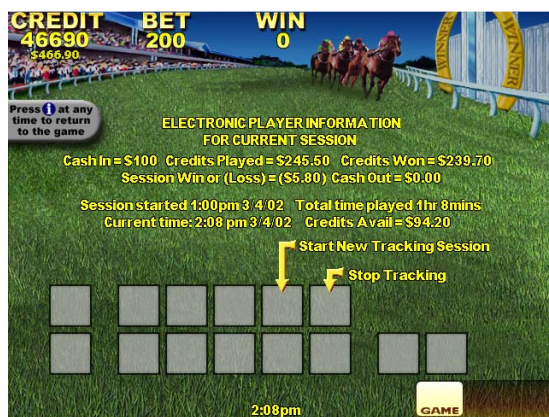 CREDIT BET WIN
46690 200 0
$466.90
WINNER
WINNER
Press i at any
time to return
to the game
ELECTRONIC PLAYER INFORMATION
FOR CURRENT SESSION
Cash In = $100 Credits Played = $245.50 Credits Won = $239.70
Session Win or (Loss) = ($5.80) Cash Out = $0.00
Session started 1:00pm 3/4/02 Total time played 1hr 8mins
Current time: 2:08 pm 3/4/02 Credits Avail = $94.20
Start New Tracking Session
Stop Tracking
GAME
2:08pm